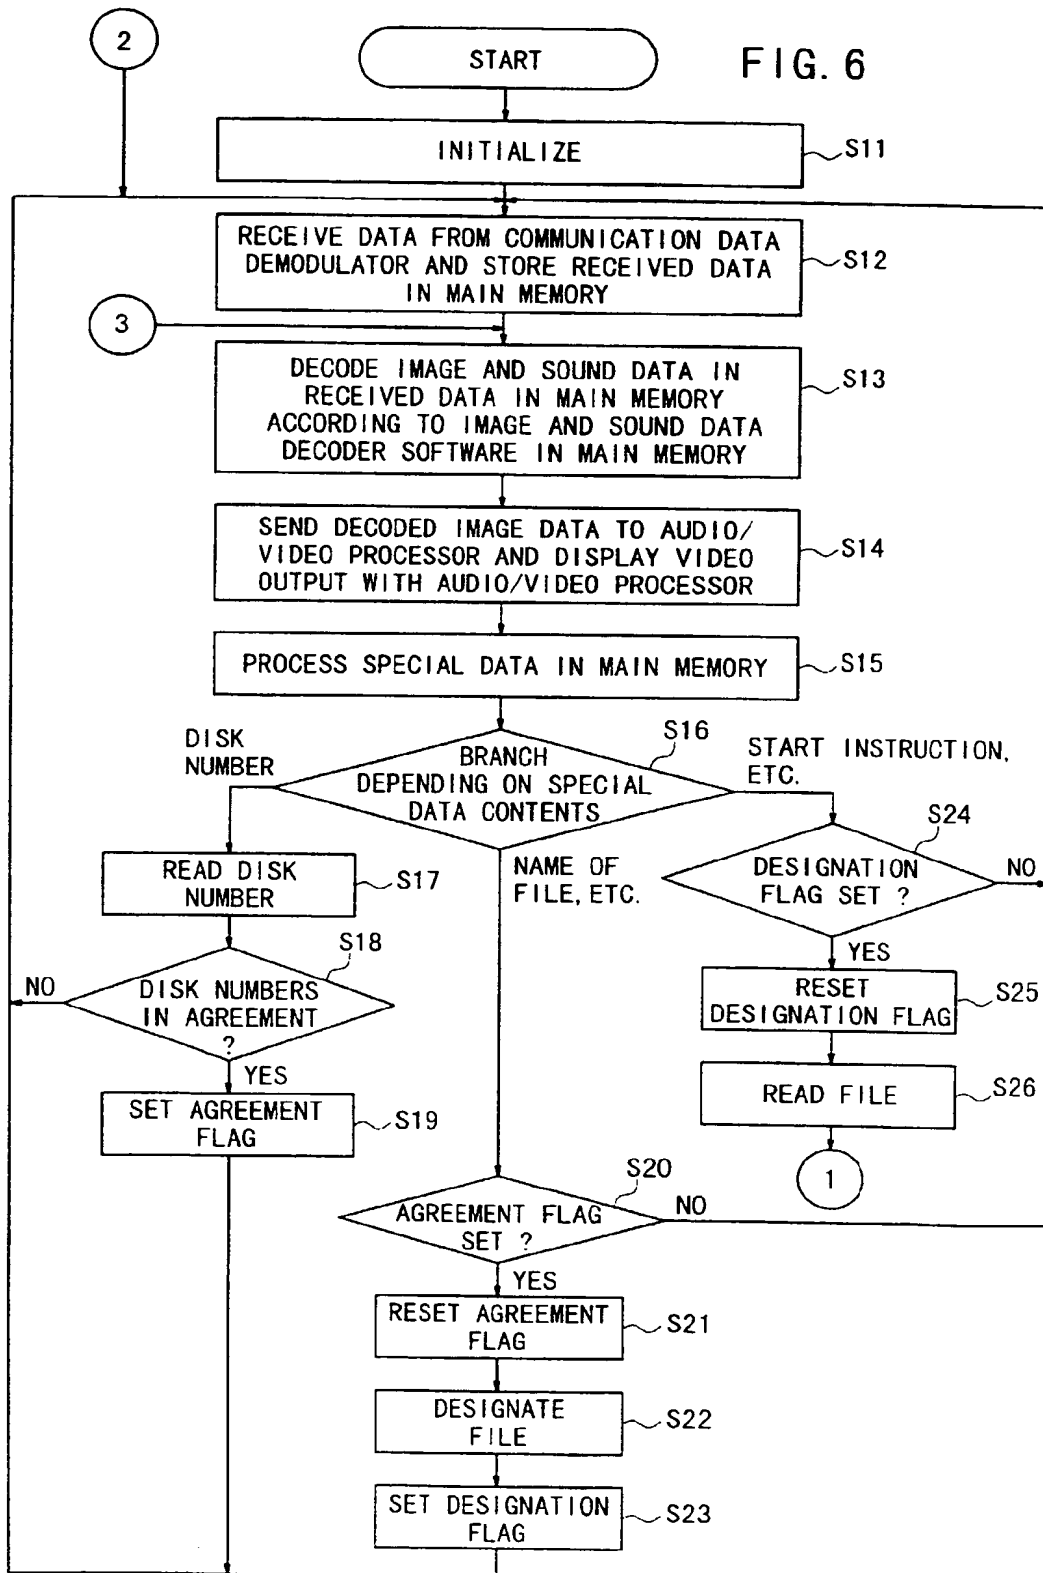 2
START
FIG. 6
INITIALIZE
S11
RECEIVE DATA FROM COMMUNICATION DATA
DEMODULATOR AND STORE RECEIVED DATA
IN MAIN MEMORY
S12
3
DECODE IMAGE AND SOUND DATA IN
RECEIVED DATA IN MAIN MEMORY
ACCORDING TO IMAGE AND SOUND DATA
DECODER SOFTWARE IN MAIN MEMORY
S13
SEND DECODED IMAGE DATA TO AUDIO/
VIDEO PROCESSOR AND DISPLAY VIDEO
OUTPUT WITH AUDIO/VIDEO PROCESSOR
S14
PROCESS SPECIAL DATA IN MAIN MEMORY
S15
DISK
NUMBER
BRANCH
DEPENDING ON SPECIAL
DATA CONTENTS
S16
START INSTRUCTION,
ETC.
READ DISK
NUMBER
S17
NAME OF
FILE, ETC.
DESIGNATION
FLAG SET ?
S24
NO
YES
NO
DISK NUMBERS
IN AGREEMENT
?
S18
YES
RESET
DESIGNATION FLAG
S25
SET AGREEMENT
FLAG
S19
READ FILE
S26
1
AGREEMENT FLAG
SET ?
S20
NO
YES
RESET AGREEMENT
FLAG
S21
DESIGNATE
FILE
S22
SET DESIGNATION
FLAG
S23